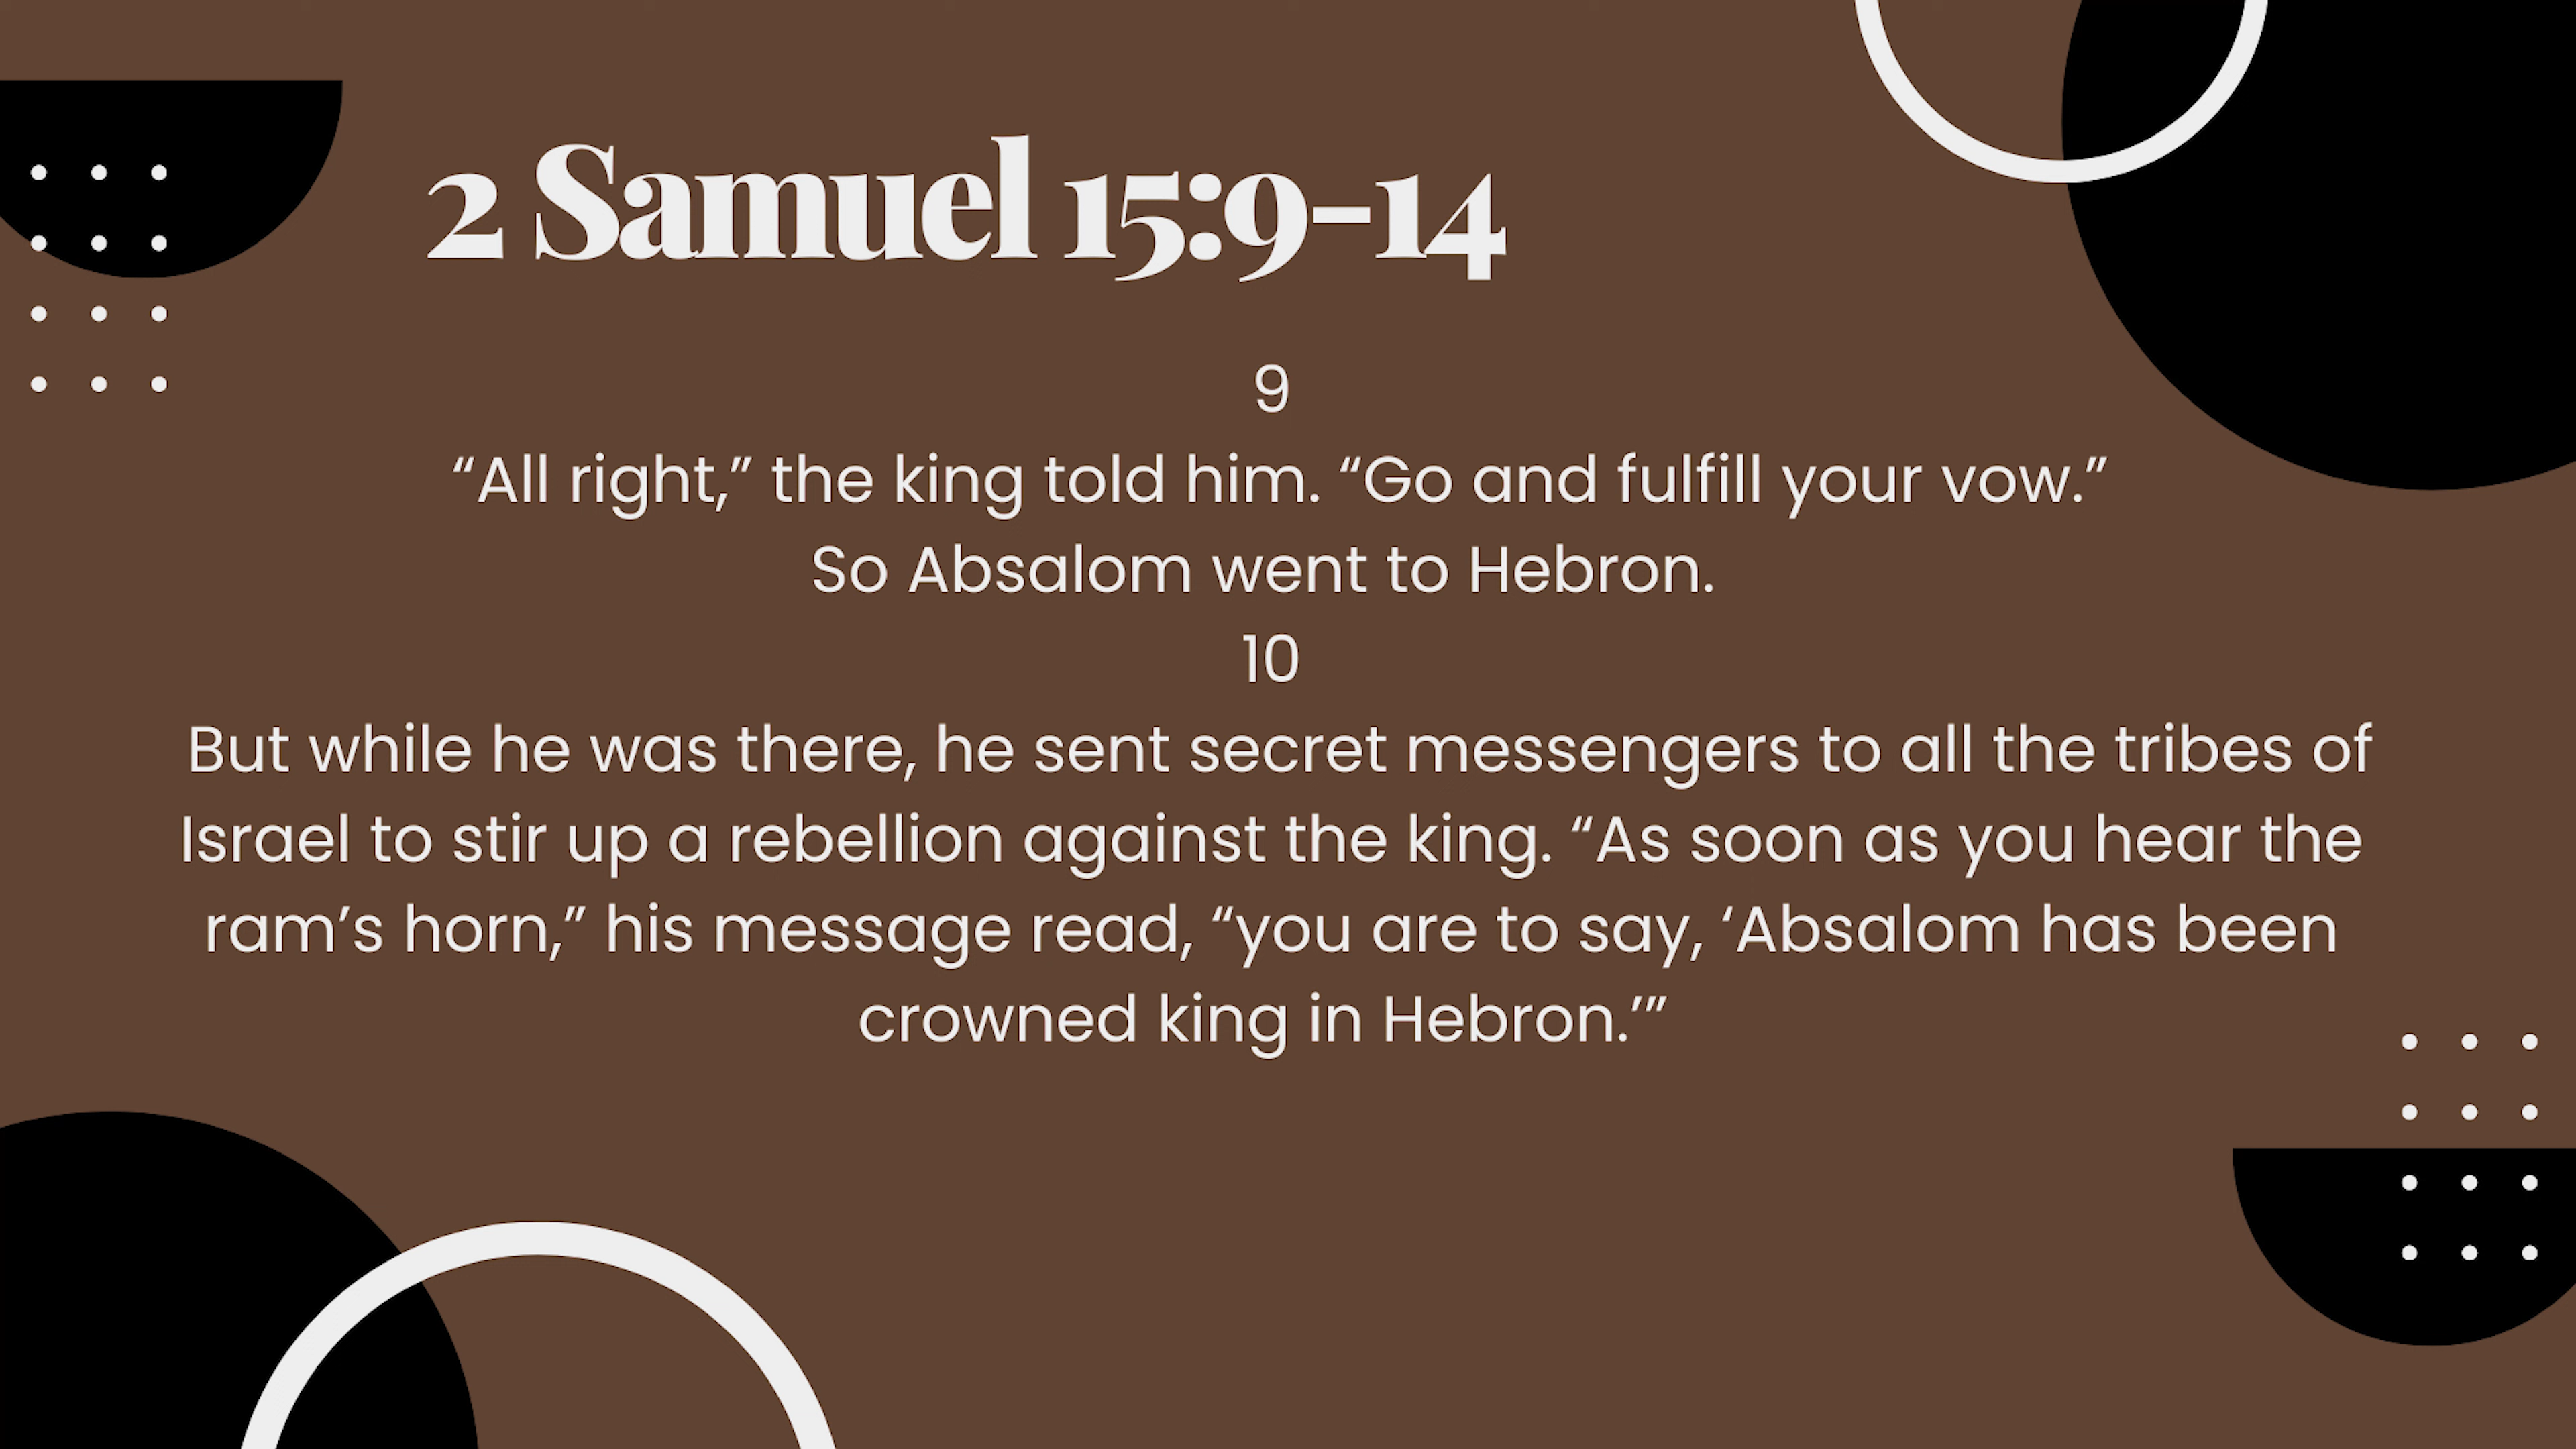 2 Samuel 15:9-14
9
“All right,” the king told him. “Go and fulfill your vow.”
So Absalom went to Hebron.
10
But while he was there, he sent secret messengers to all the tribes of
Israel to stir up a rebellion against the king. “As soon as you hear the
ram’s horn,” his message read, “you are to say, ‘Absalom has been
crowned king in Hebron.’”